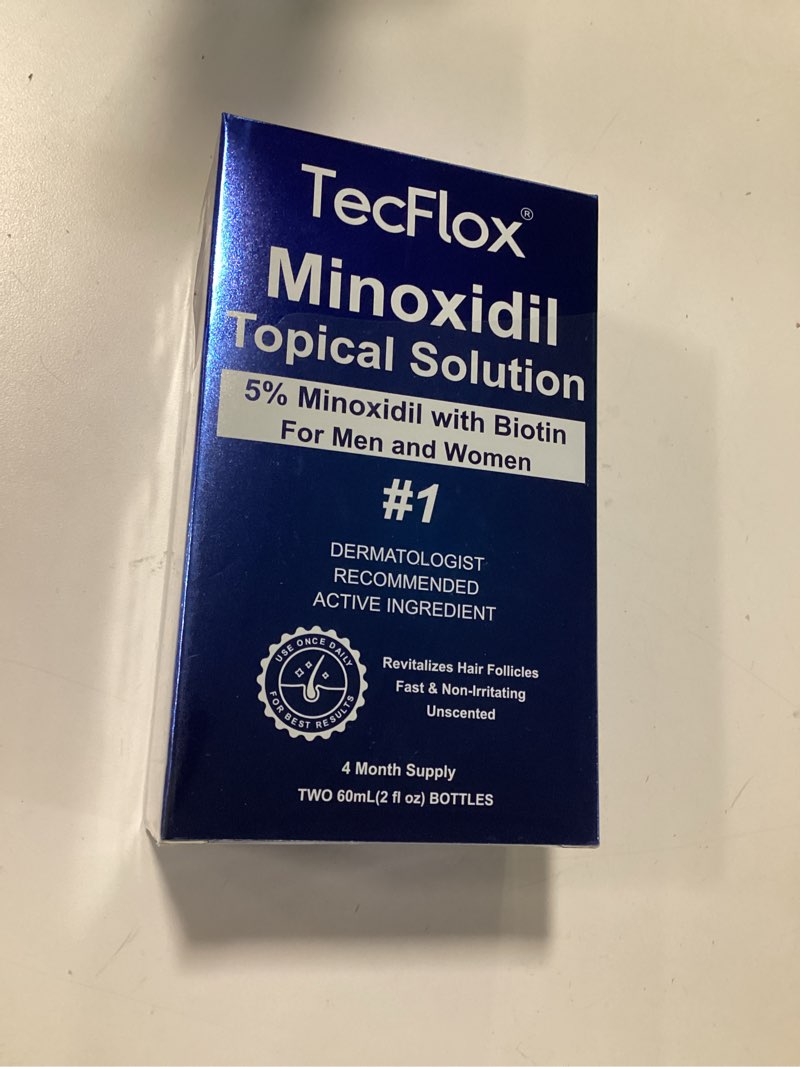 TecFlox®
Minoxidil
Topical Solution
5% Minoxidil with Biotin
For Men and Women
#1
DERMATOLOGIST
RECOMMENDED
ACTIVE INGREDIENT
USE ONCE DAILY
FOR BEST RESULTS
Revitalizes Hair Follicles
Fast & Non-Irritating
Unscented
4 Month Supply
TWO 60mL(2 fl oz) BOTTLES